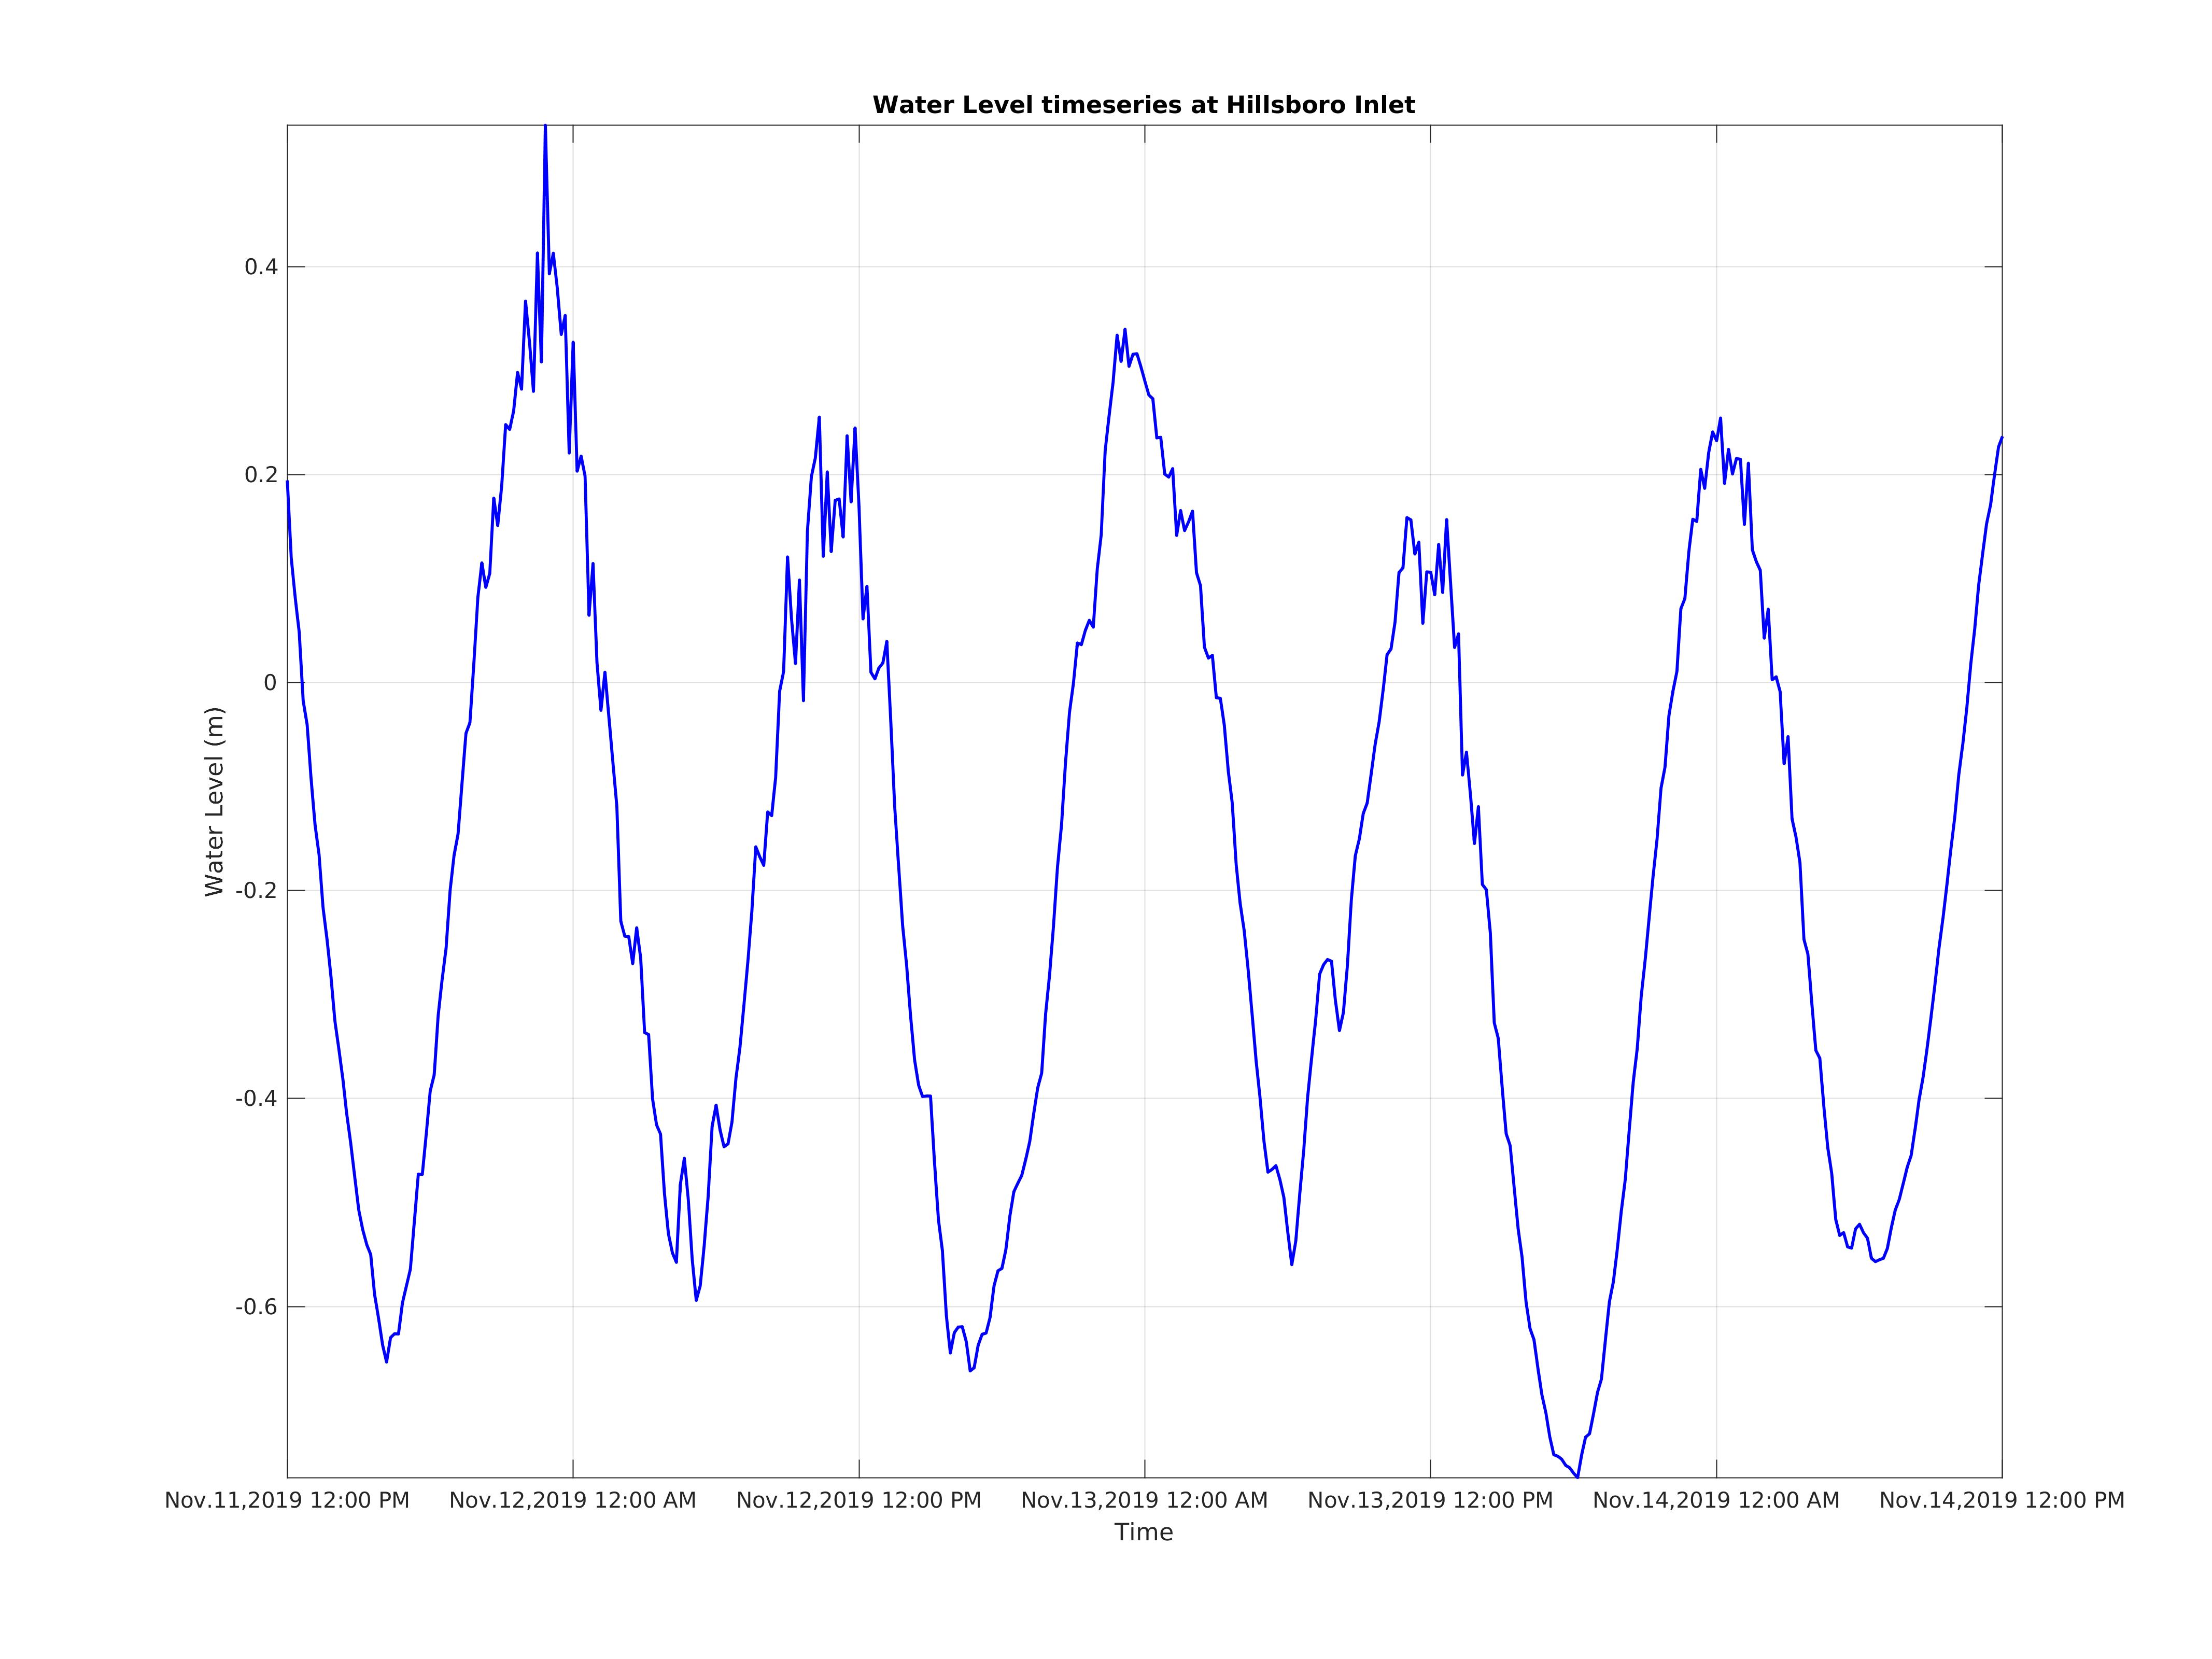 Water Level timeseries at Hillsboro Inlet
0.4
0.2
0
-0.2
-0.4
-0.6
Water Level (m)
Nov.11,2019 12:00 PM
Nov.12,2019 12:00 AM
Nov.12,2019 12:00 PM
Nov.13,2019 12:00 AM
Nov.13,2019 12:00 PM
Nov.14,2019 12:00 AM
Nov.14,2019 12:00 PM
Time